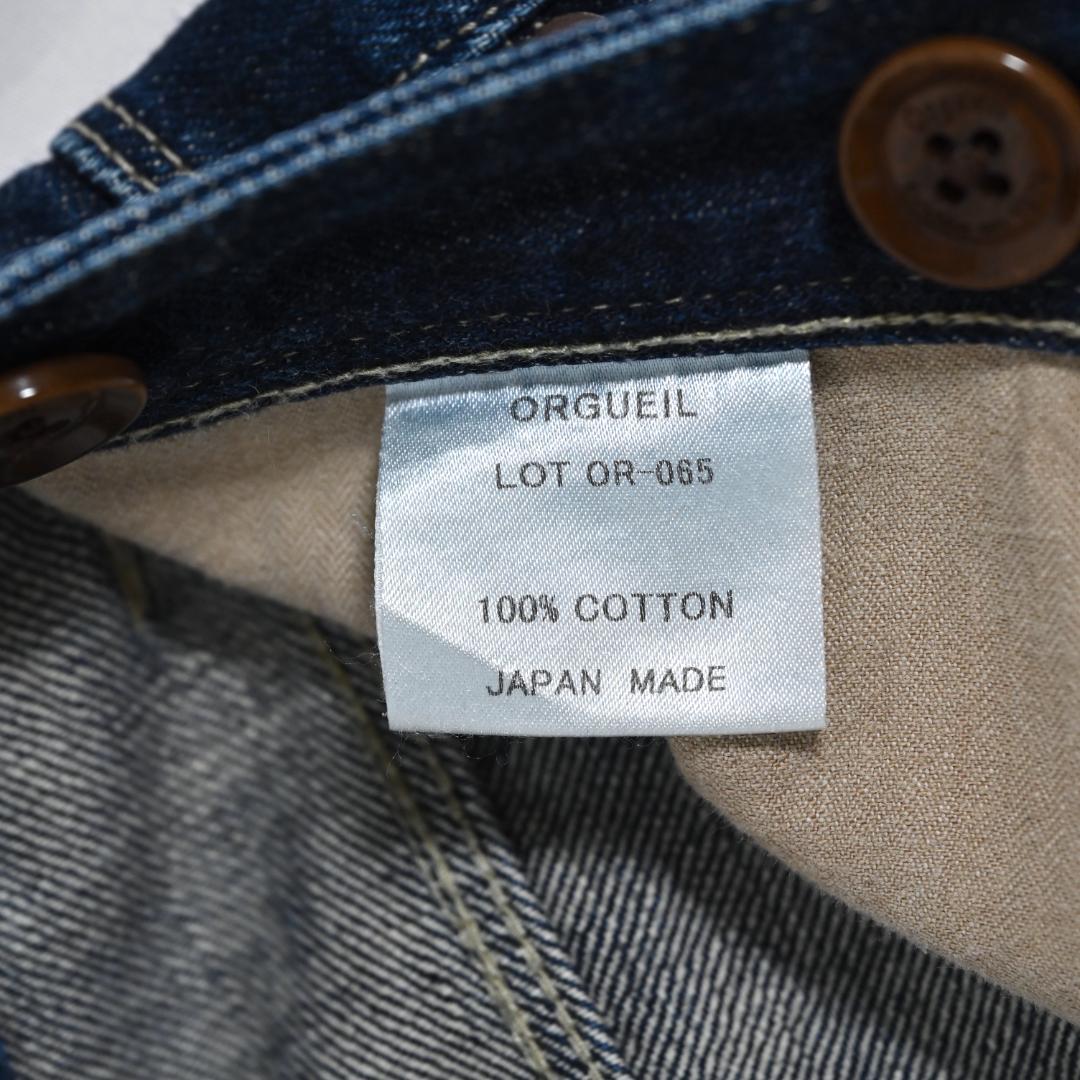 ORGUEIL
LOT OR-065
100% COTTON
JAPAN MADE